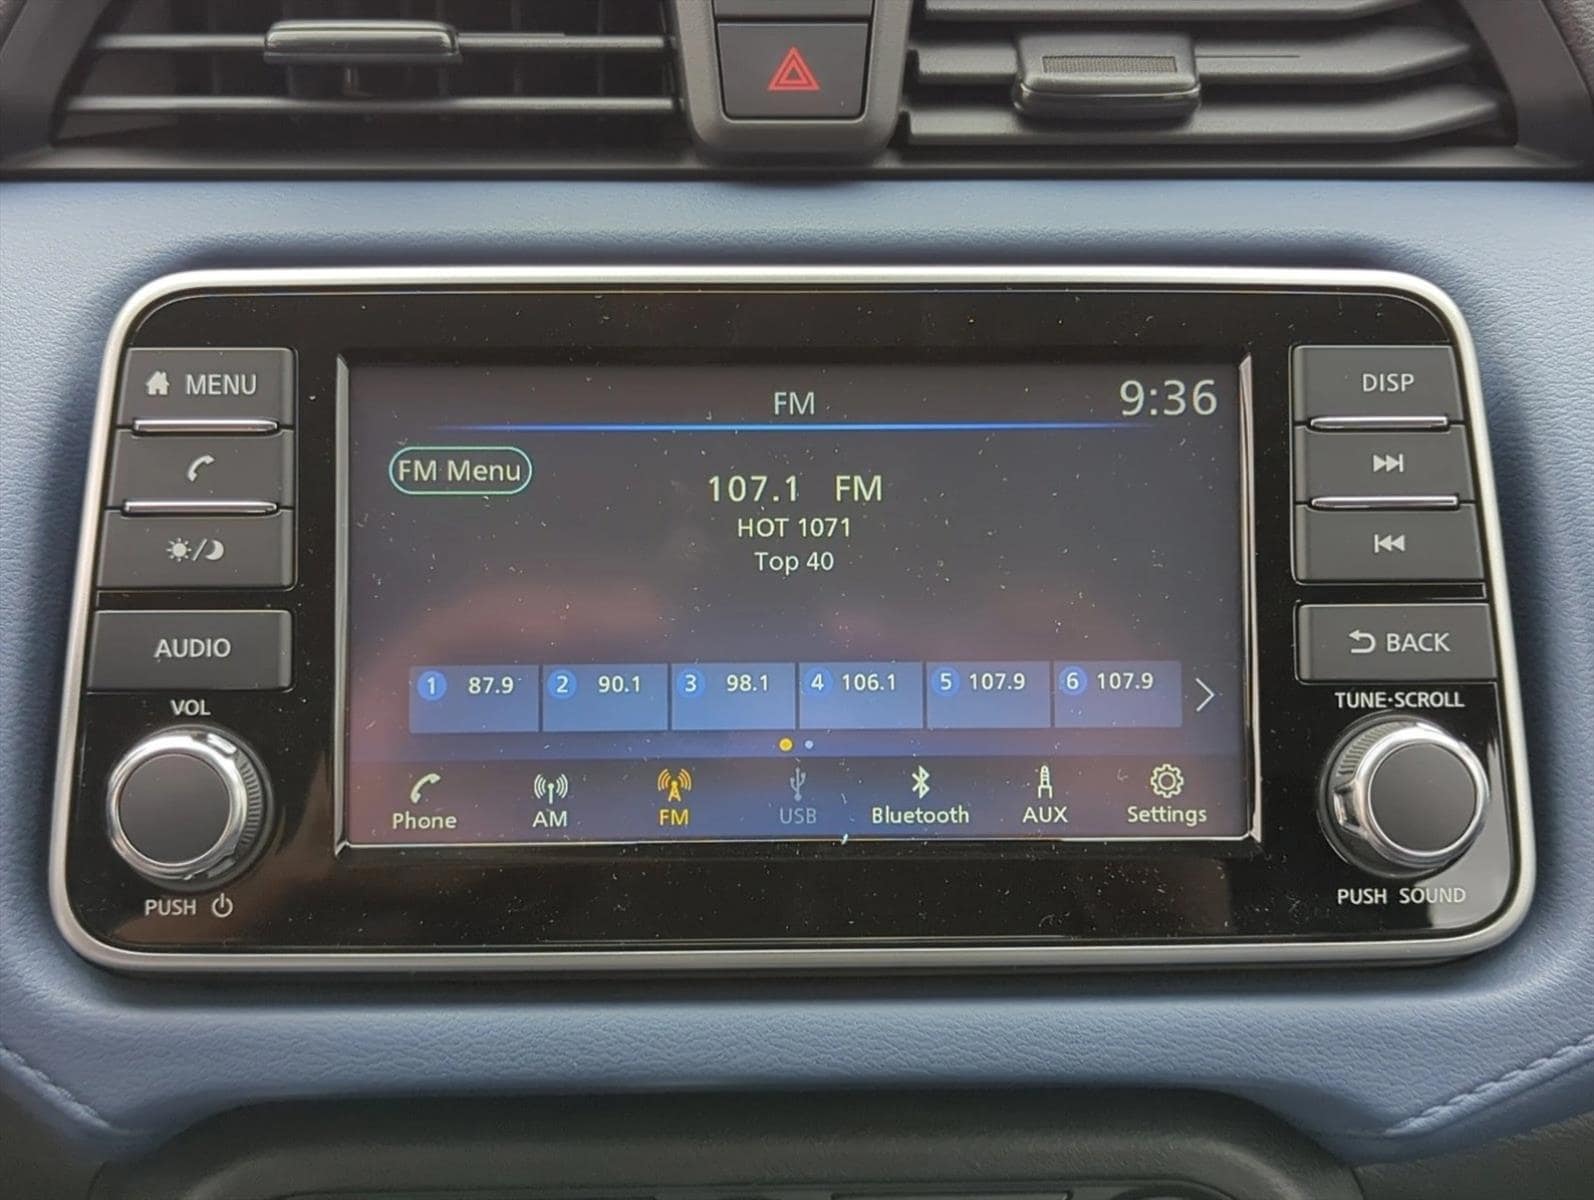 MENU
AUDIO
VOL
PUSH
FM
9:36
FM Menu
107.1 FM
HOT 1071
Top 40
1 87.9
2 90.1
3 98.1
4 106.1
5 107.9
6 107.9
Phone
AM
FM
USB
Bluetooth
AUX
Settings
DISP
BACK
TUNE·SCROLL
PUSH SOUND